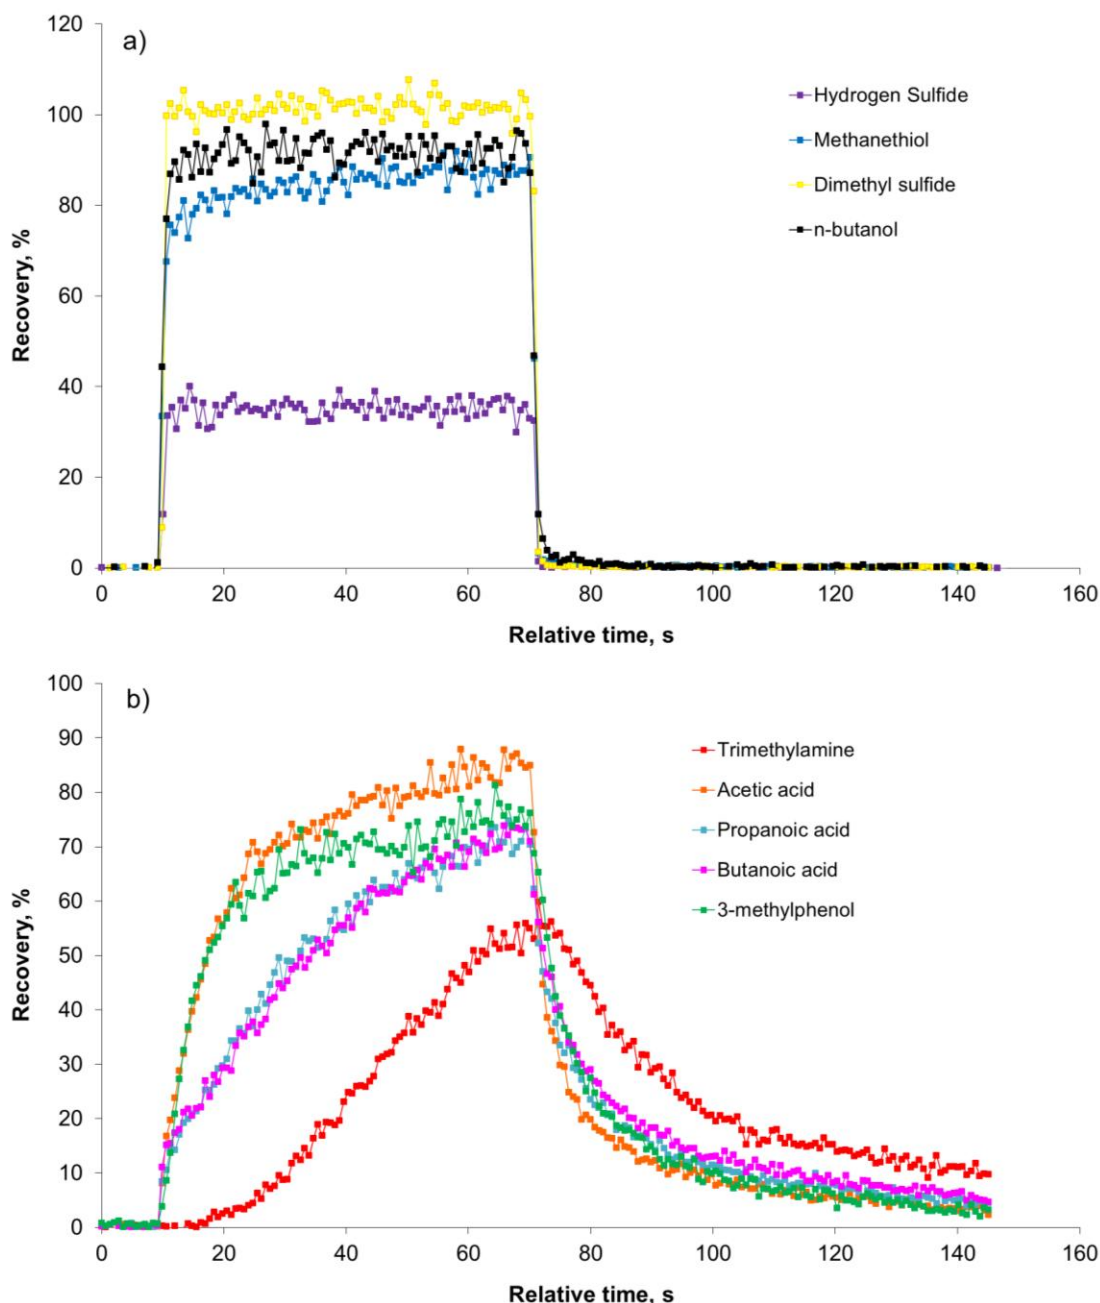 a)
120
100
80
60
40
20
0
Recovery, %
Hydrogen Sulfide
Methanethiol
Dimethyl sulfide
n-butanol
0 20 40 60 80 100 120 140 160
Relative time, s
b)
100
90
80
70
60
50
40
30
20
10
0
Recovery, %
Trimethylamine
Acetic acid
Propanoic acid
Butanoic acid
3-methylphenol
0 20 40 60 80 100 120 140 160
Relative time, s